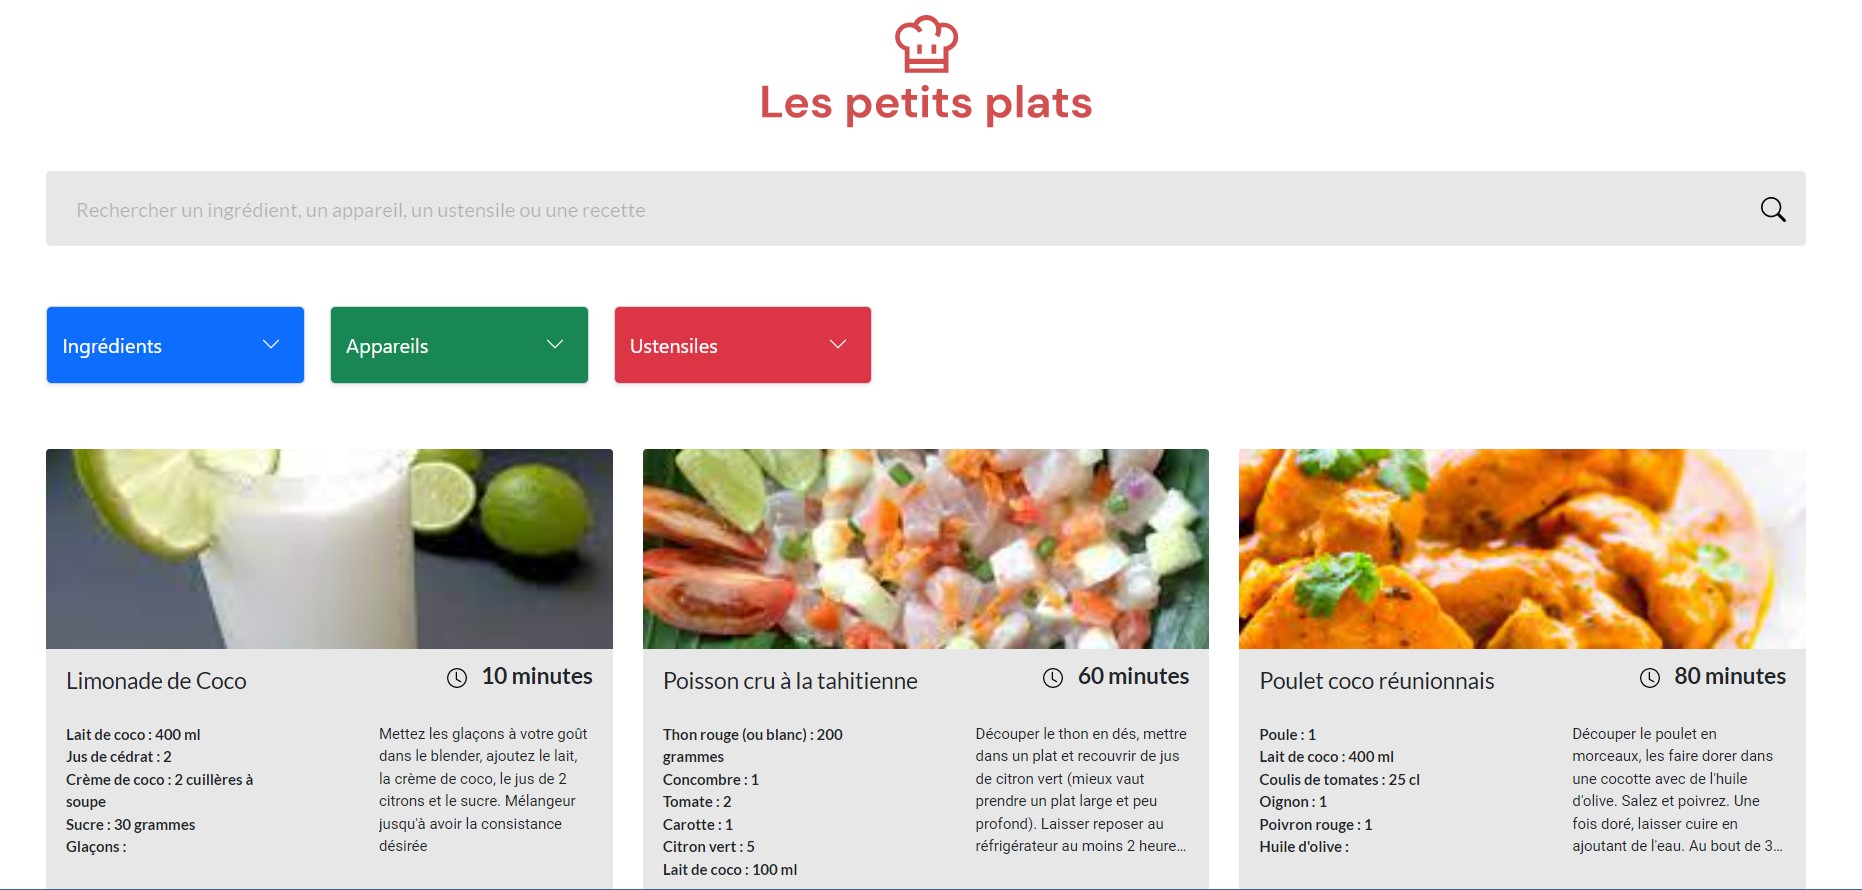 Les petits plats
Rechercher un ingrédient, un appareil, un ustensile ou une recette
Ingrédients
Appareils
Ustensiles
Limonade de Coco
10 minutes
Lait de coco : 400 ml
Jus de cédrat : 2
Crème de coco : 2 cuillères à
soupe
Sucre : 30 grammes
Glaçons :
Mettez les glaçons à votre goût
dans le blender, ajoutez le lait,
la crème de coco, le jus de 2
citrons et le sucre. Mélangeur
jusqu'à avoir la consistance
désirée
Poisson cru à la tahitienne
60 minutes
Thon rouge (ou blanc) : 200
grammes
Concombre : 1
Tomate : 2
Carotte : 1
Citron vert : 5
Lait de coco : 100 ml
Découper le thon en dés, mettre
dans un plat et recouvrir de jus
de citron vert (mieux vaut
prendre un plat large et peu
profond). Laisser reposer au
réfrigérateur au moins 2 heure...
Poulet coco réunionnais
80 minutes
Poule : 1
Lait de coco : 400 ml
Coulis de tomates : 25 cl
Oignon : 1
Poivron rouge : 1
Huile d'olive :
Découper le poulet en
morceaux, les faire dorer dans
une cocotte avec de l'huile
d'olive. Salez et poivrez. Une
fois doré, laisser cuire en
ajoutant de l'eau. Au bout de 3...